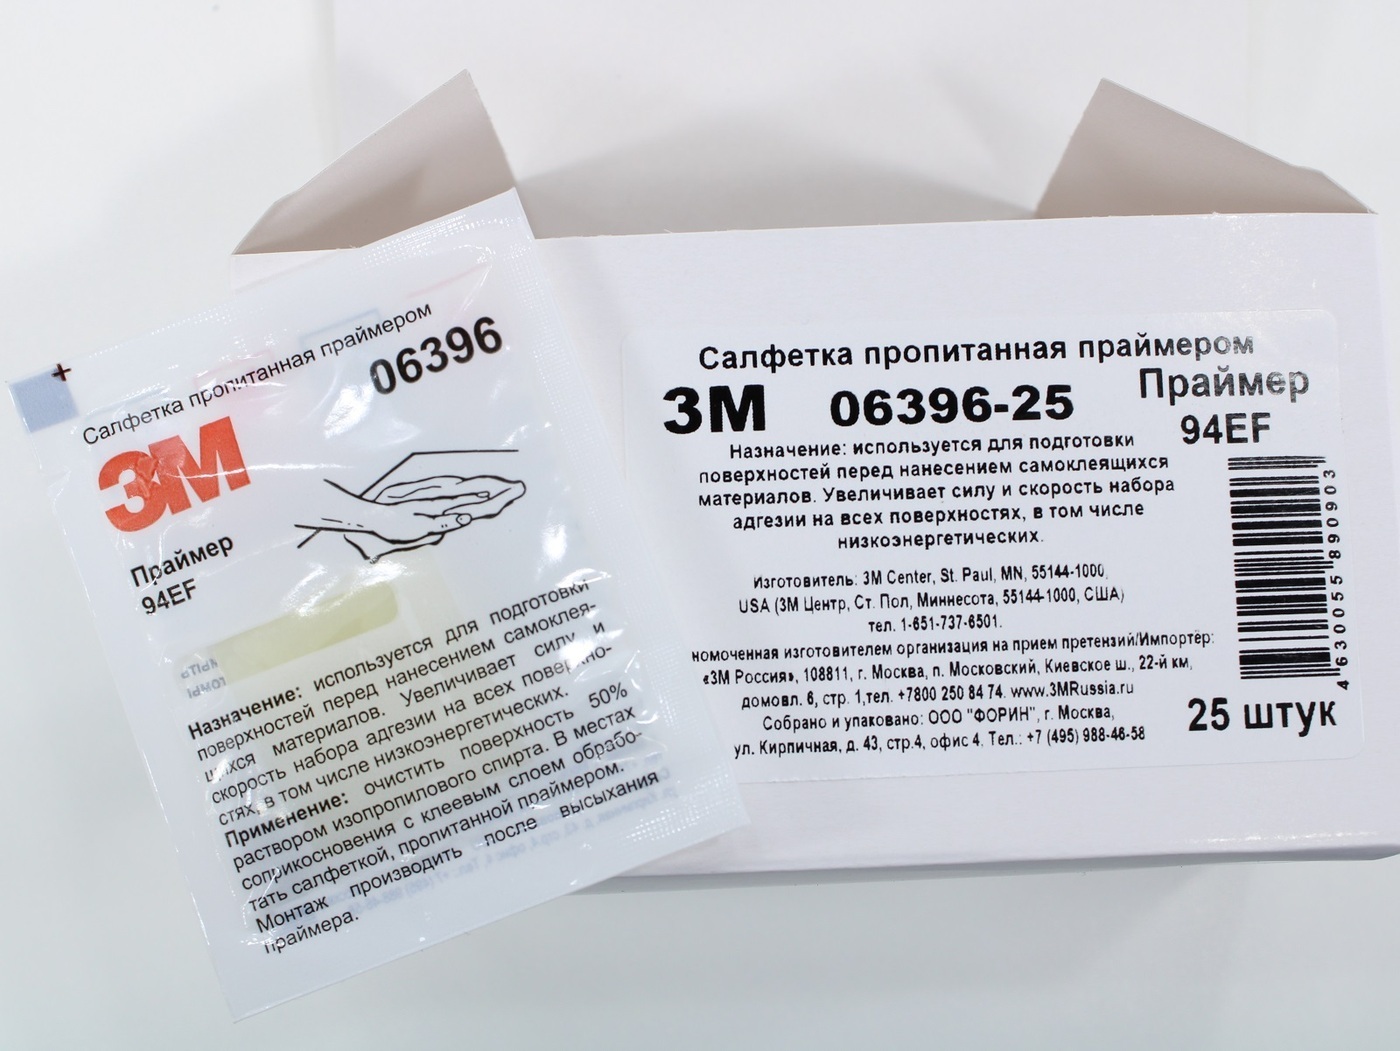 Салфетка пропитанная праймером
06396
3M
Праймер
94EF
Назначение: используется для подготовки
поверхностей перед нанесением самоклея-
щихся материалов. Увеличивает силу и
скорость набора адгезии на всех поверхно-
стях, в том числе низкоэнергетических.
Применение: очистить поверхность 50%
раствором изопропилового спирта. В местах
соприкосновения с клеевым слоем обрабо-
тать салфеткой, пропитанной праймером.
Монтаж производить после высыхания
праймера.
Салфетка пропитанная праймером
3M 06396-25 Праймер
94EF
Назначение: используется для подготовки
поверхностей перед нанесением самоклеящихся
материалов. Увеличивает силу и скорость набора
адгезии на всех поверхностях, в том числе
низкоэнергетических.
Изготовитель: 3M Center, St. Paul, MN, 55144-1000,
USA (3М Центр, Ст. Пол, Миннесота, 55144-1000, США)
тел. 1-651-737-6501.
номоченная изготовителем организация на прием претензий/Импортёр:
«3М Россия», 108811, г. Москва, п. Московский, Киевское ш., 22-й км,
домовл. 6, стр. 1,тел. +7800 250 84 74. www.3MRussia.ru
Собрано и упаковано: ООО "ФОРИН", г. Москва,
ул. Кирпичная, д. 43, стр.4, офис 4. Тел.: +7 (495) 988-46-58
4630055890903
25 штук